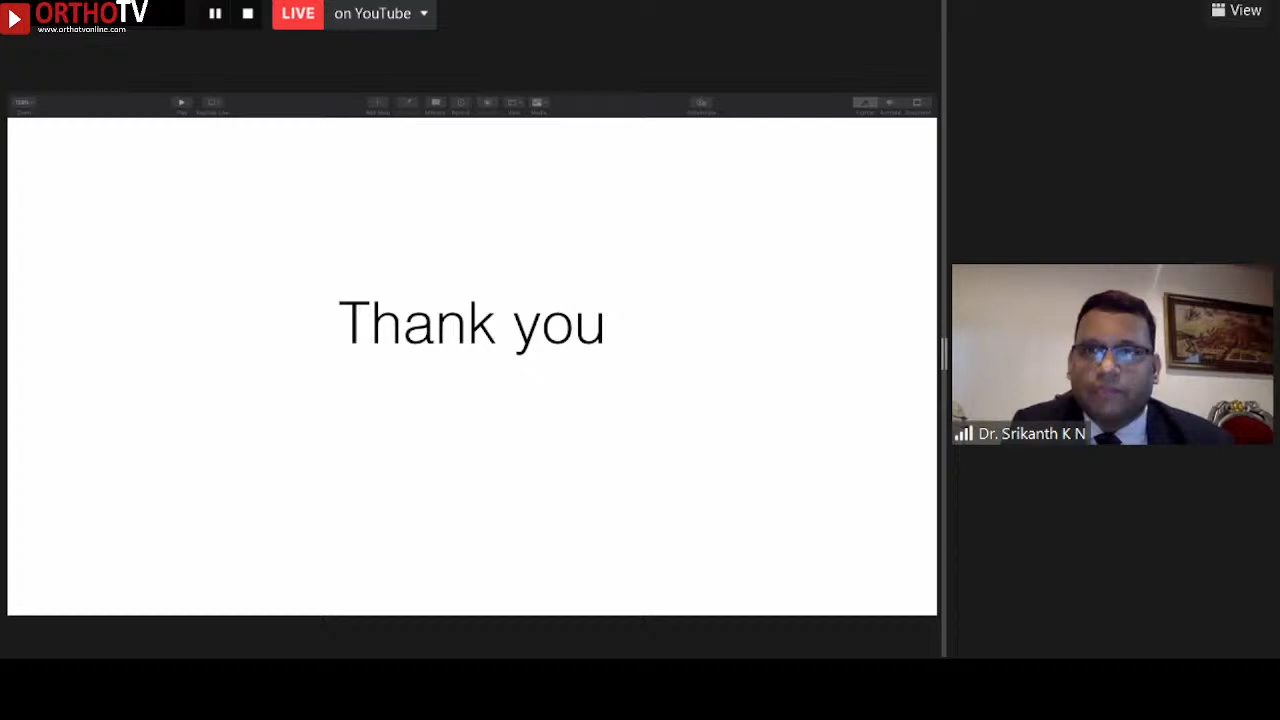 ORTHOTV
www.orthotvonline.com
LIVE on YouTube
View
Thank you
Dr. Srikanth K N